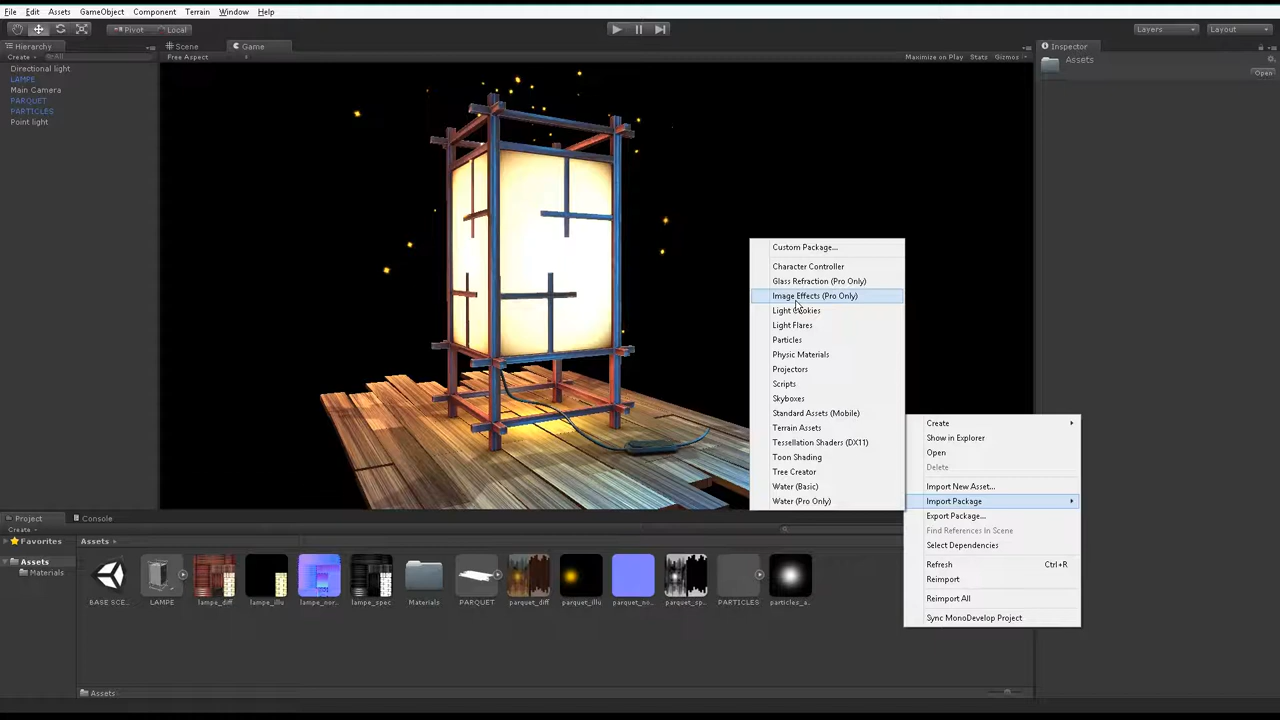 File Edit Assets GameObject Component Terrain Window Help
Pivot Local Layers Layout
Hierarchy Scene Game Inspector
Create All Free Aspect Maximize on Play Stats Gizmos Assets
Open
Directional light
LAMPE
Main Camera
PARQUET
PARTICLES
Point light
Custom Package...
Character Controller
Glass Refraction (Pro Only)
Image Effects (Pro Only)
Light Cookies
Light Flares
Particles
Physic Materials
Projectors
Scripts
Skyboxes
Standard Assets (Mobile)
Terrain Assets
Tessellation Shaders (DX11)
Toon Shading
Tree Creator
Water (Basic)
Water (Pro Only)
Create
Show in Explorer
Open
Delete
Import New Asset...
Import Package
Export Package...
Find References In Scene
Select Dependencies
Refresh Ctrl+R
Reimport
Reimport All
Sync MonoDevelop Project
Project Console
Create
Favorites
Assets
Materials
Assets
BASE SCE... LAMPE lampe_diff lampe_illu lampe_nor... lampe_spec Materials PARQUET parquet_diff parquet_illu parquet_no... parquet_sp... PARTICLES particles_a...
Assets